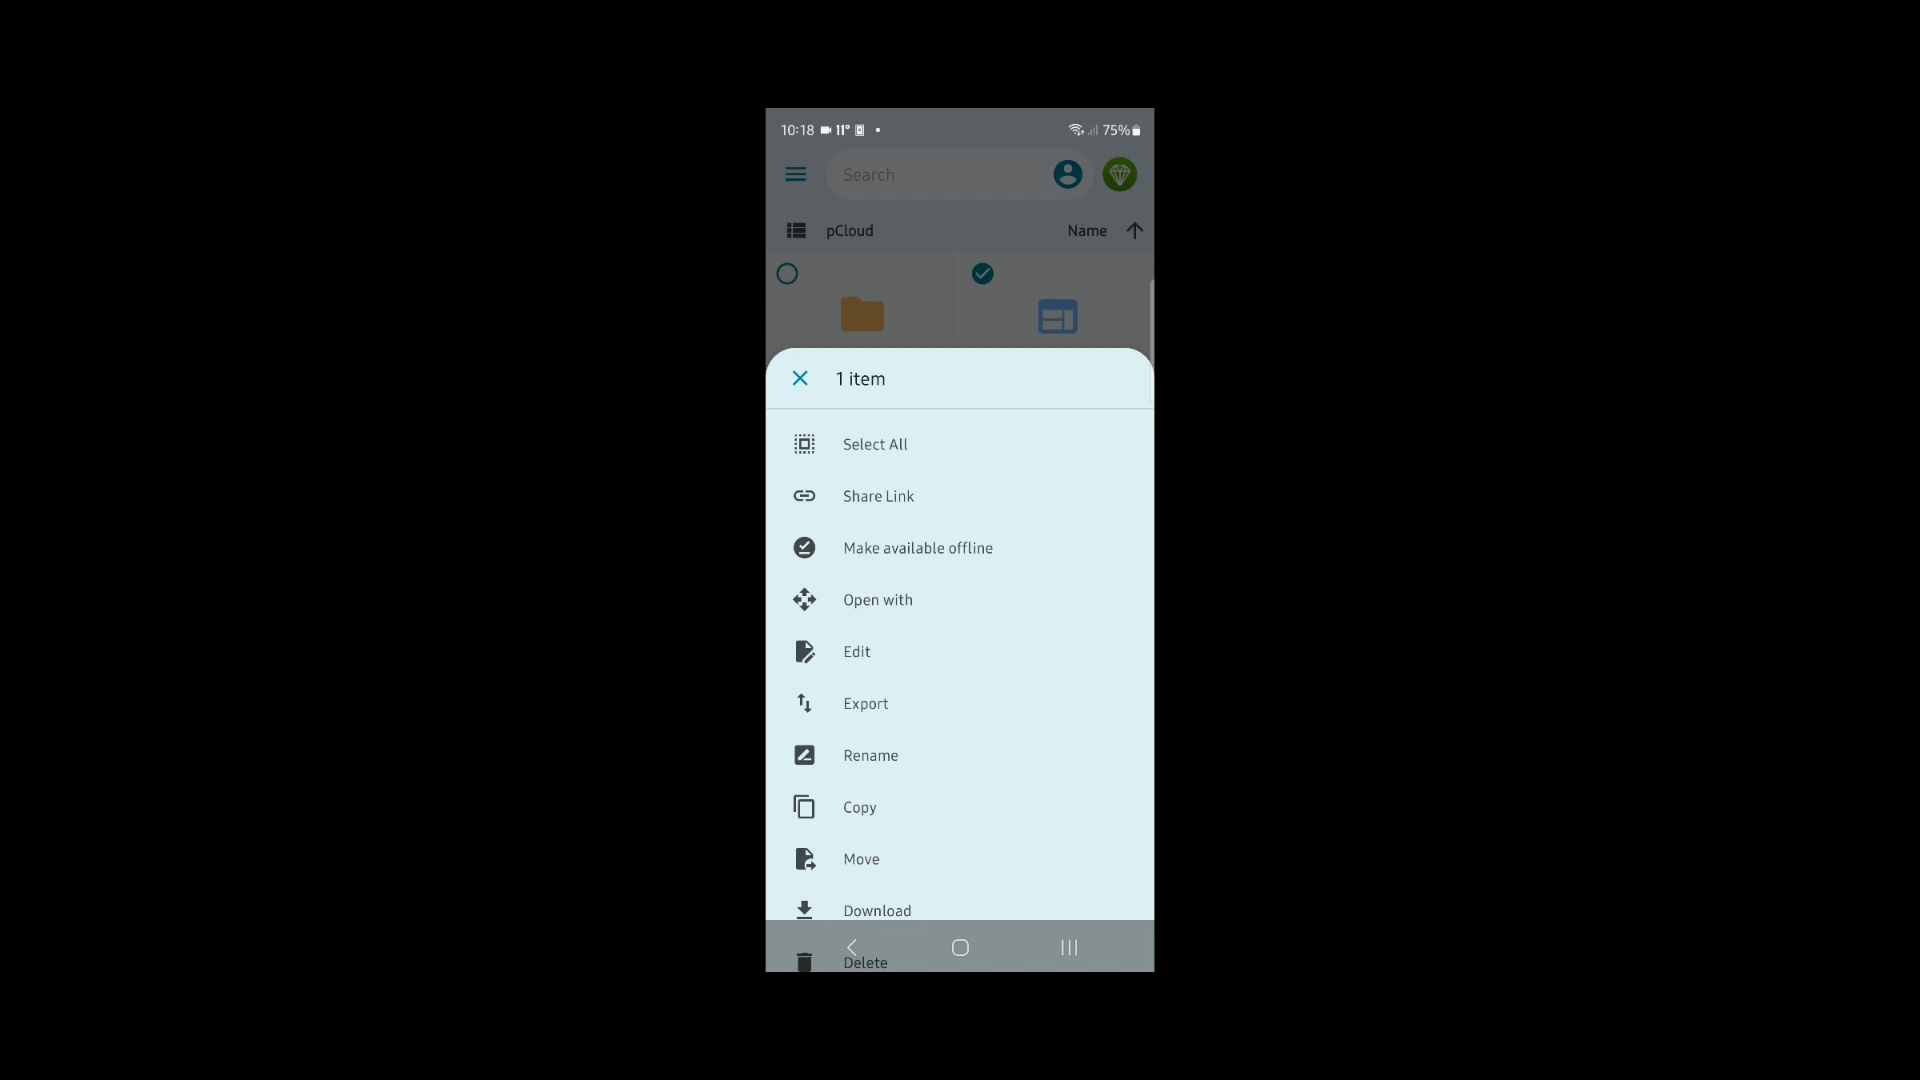 10:18 11° 75%
Search
pCloud Name
1 item
Select All
Share Link
Make available offline
Open with
Edit
Export
Rename
Copy
Move
Download
Delete